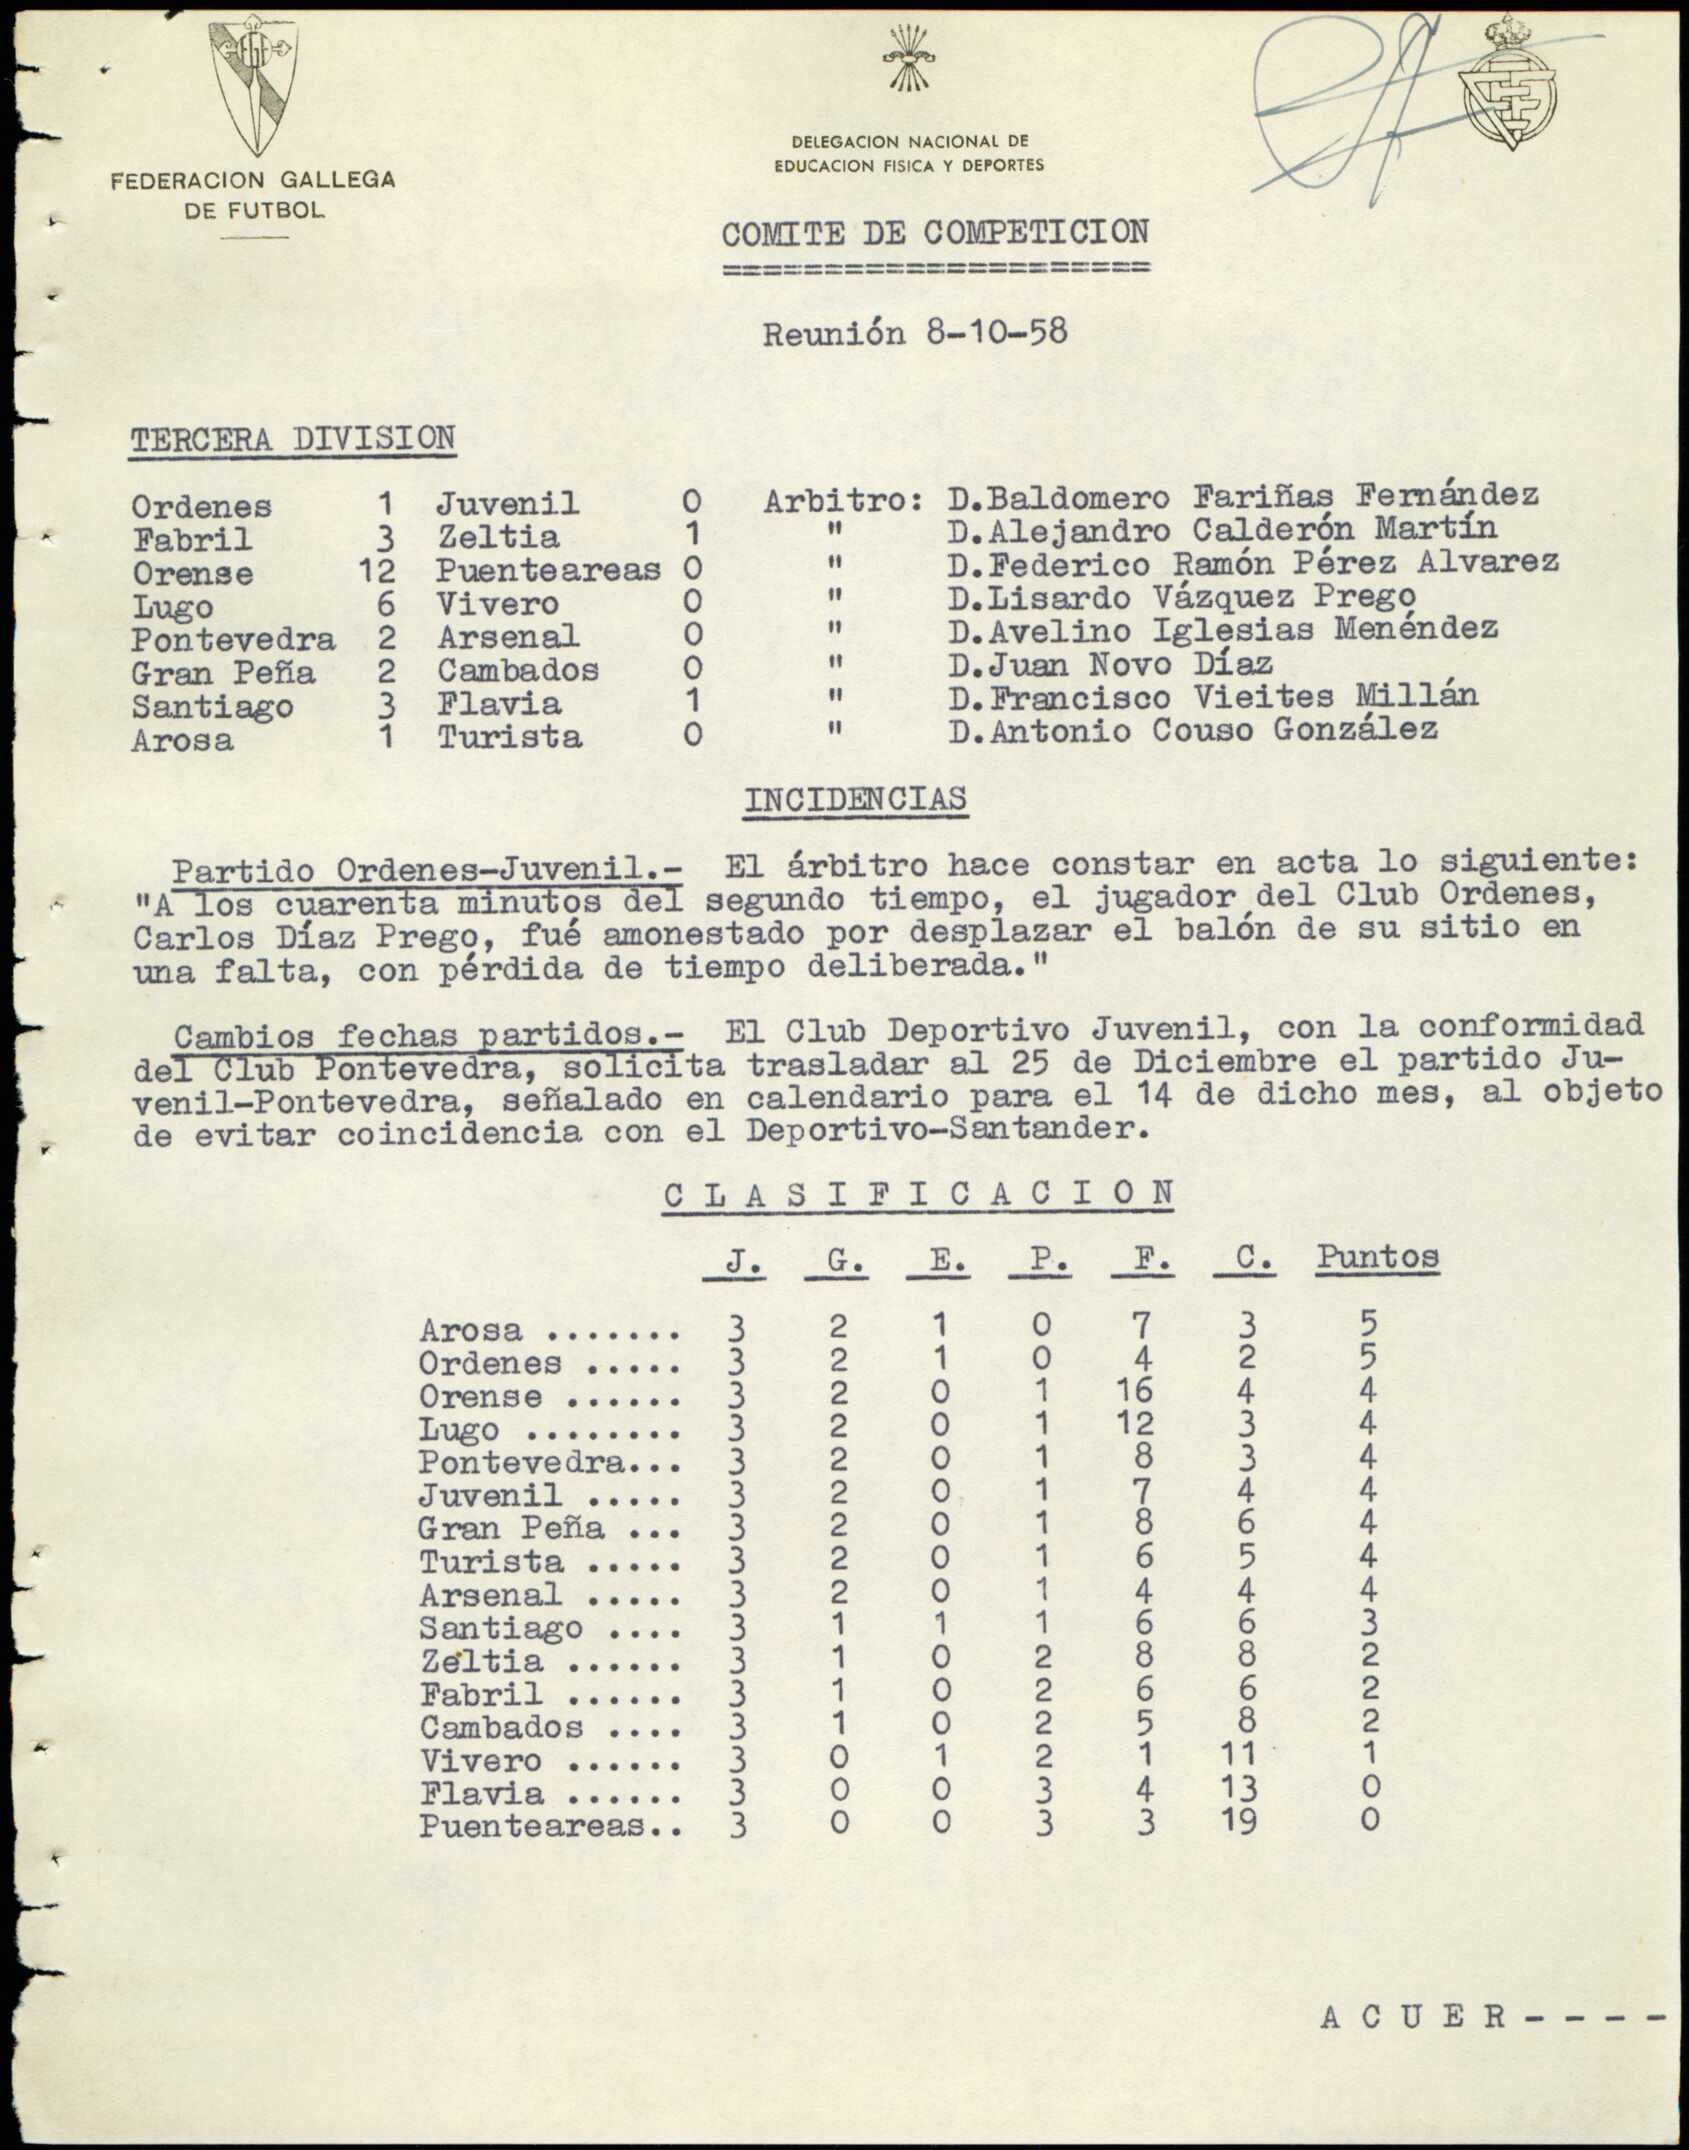 FEDERACION GALLEGA
DE FUTBOL
DELEGACION NACIONAL DE
EDUCACION FISICA Y DEPORTES
COMITE DE COMPETICION
=====================
Reunión 8-10-58
TERCERA DIVISION
Ordenes 1 Juvenil 0 Arbitro: D.Baldomero Fariñas Fernández
Fabril 3 Zeltia 1 " D.Alejandro Calderón Martín
Orense 12 Puenteareas 0 " D.Federico Ramón Pérez Alvarez
Lugo 6 Vivero 0 " D.Lisardo Vázquez Prego
Pontevedra 2 Arsenal 0 " D.Avelino Iglesias Menéndez
Gran Peña 2 Cambados 0 " D.Juan Novo Díaz
Santiago 3 Flavia 1 " D.Francisco Vieites Millán
Arosa 1 Turista 0 " D.Antonio Couso González
INCIDENCIAS
Partido Ordenes-Juvenil.- El árbitro hace constar en acta lo siguiente:
"A los cuarenta minutos del segundo tiempo, el jugador del Club Ordenes,
Carlos Díaz Prego, fué amonestado por desplazar el balón de su sitio en
una falta, con pérdida de tiempo deliberada."
Cambios fechas partidos.- El Club Deportivo Juvenil, con la conformidad
del Club Pontevedra, solicita trasladar al 25 de Diciembre el partido Ju-
venil-Pontevedra, señalado en calendario para el 14 de dicho mes, al objeto
de evitar coincidencia con el Deportivo-Santander.
C L A S I F I C A C I O N
J. G. E. P. F. C. Puntos
Arosa ....... 3 2 1 0 7 3 5
Ordenes ..... 3 2 1 0 4 2 5
Orense ...... 3 2 0 1 16 4 4
Lugo ........ 3 2 0 1 12 3 4
Pontevedra... 3 2 0 1 8 3 4
Juvenil ..... 3 2 0 1 7 4 4
Gran Peña ... 3 2 0 1 8 6 4
Turista ..... 3 2 0 1 6 5 4
Arsenal ..... 3 2 0 1 4 4 4
Santiago .... 3 1 1 1 6 6 3
Zeltia ...... 3 1 0 2 8 8 2
Fabril ...... 3 1 0 2 6 6 2
Cambados .... 3 1 0 2 5 8 2
Vivero ...... 3 0 1 2 1 11 1
Flavia ...... 3 0 0 3 4 13 0
Puenteareas.. 3 0 0 3 3 19 0
A C U E R - - - -